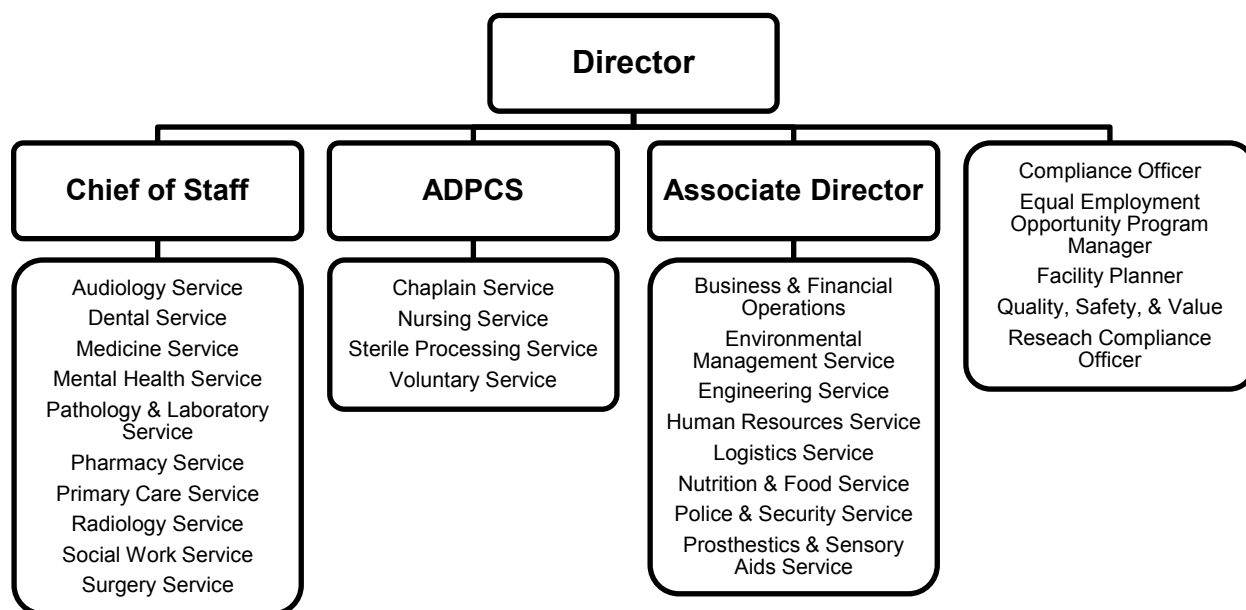 Director
Chief of Staff
Audiology Service
Dental Service
Medicine Service
Mental Health Service
Pathology & Laboratory
Service
Pharmacy Service
Primary Care Service
Radiology Service
Social Work Service
Surgery Service
ADPCS
Chaplain Service
Nursing Service
Sterile Processing Service
Voluntary Service
Associate Director
Business & Financial
Operations
Environmental
Management Service
Engineering Service
Human Resources Service
Logistics Service
Nutrition & Food Service
Police & Security Service
Prosthestics & Sensory
Aids Service
Compliance Officer
Equal Employment
Opportunity Program
Manager
Facility Planner
Quality, Safety, & Value
Reseach Compliance
Officer